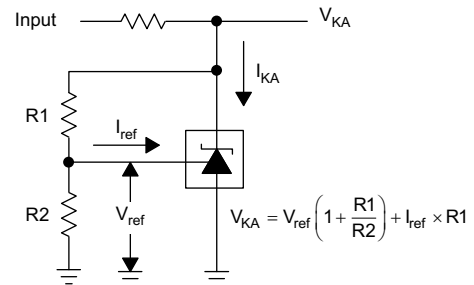 Input
V_KA
I_KA
R1
I_ref
R2
V_ref
V_KA = V_ref (1 + R1/R2) + I_ref × R1